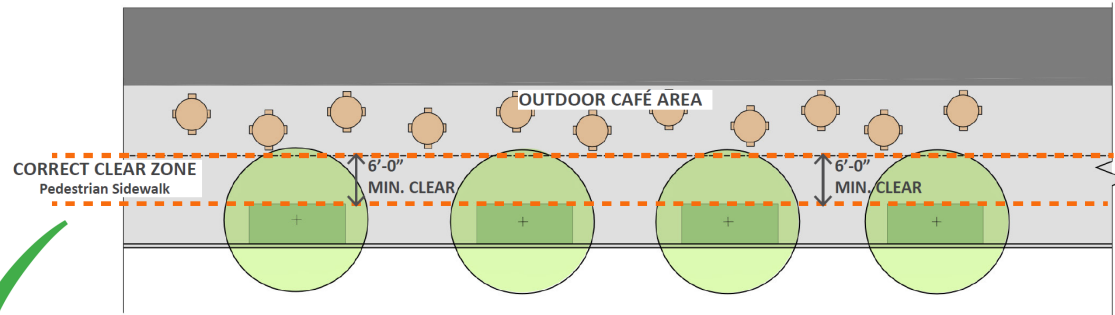 OUTDOOR CAFÉ AREA
CORRECT CLEAR ZONE
Pedestrian Sidewalk
6’-0”
MIN. CLEAR
6’-0”
MIN. CLEAR